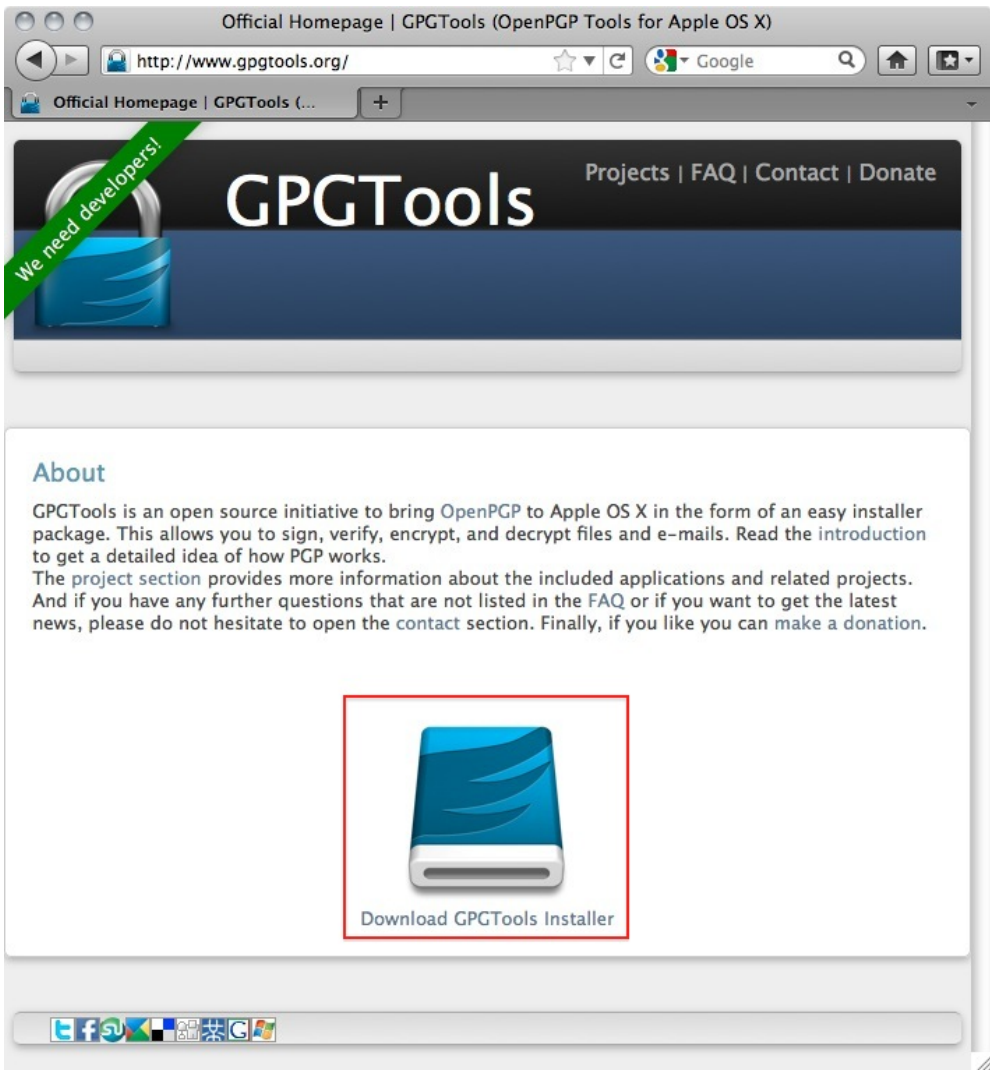 Official Homepage | GPGTools (OpenPGP Tools for Apple OS X)
http://www.gpgtools.org/
Google
Official Homepage | GPGTools (...
We need developers!
GPGTools
Projects | FAQ | Contact | Donate
About
GPGTools is an open source initiative to bring OpenPGP to Apple OS X in the form of an easy installer
package. This allows you to sign, verify, encrypt, and decrypt files and e-mails. Read the introduction
to get a detailed idea of how PGP works.
The project section provides more information about the included applications and related projects.
And if you have any further questions that are not listed in the FAQ or if you want to get the latest
news, please do not hesitate to open the contact section. Finally, if you like you can make a donation.
Download GPGTools Installer